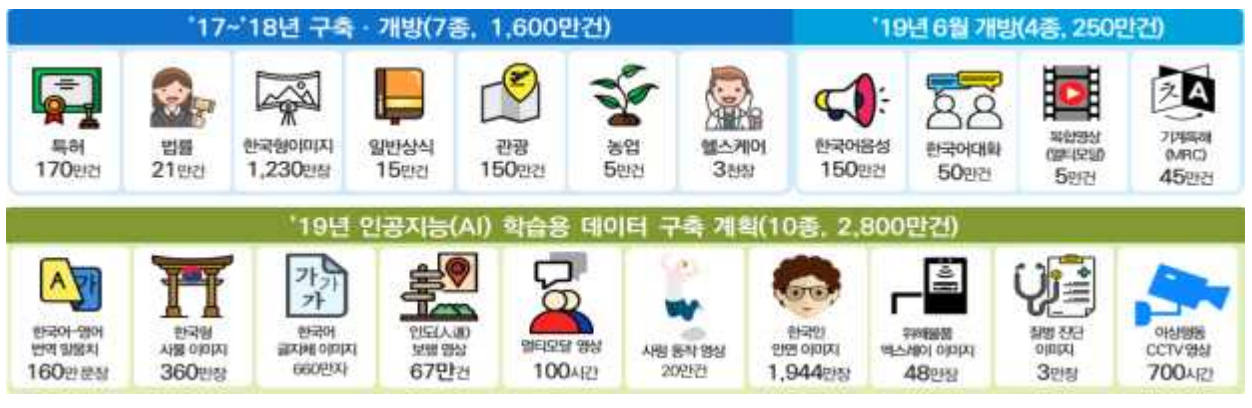 '17~'18년 구축·개방(7종, 1,600만건)
'19년 6월 개방(4종, 250만건)
특허
170만건
법률
21만건
한국형이미지
1,230만장
일반상식
15만건
관광
150만건
농업
5만건
헬스케어
3천장
한국어음성
150만건
한국어대화
50만건
복합영상
(멀티모달)
5만건
기계독해
(MRC)
45만건
'19년 인공지능(AI) 학습용 데이터 구축 계획(10종, 2,800만건)
A
가
한국어-영어
번역 말뭉치
160만 문장
한국형
사물 이미지
360만장
가가
가
가
한국어
글자체 이미지
660만자
인도(人道)
보행 영상
67만건
멀티모달 영상
100시간
사람 동작 영상
20만건
한국인
안면 이미지
1,944만장
위해물품
엑스레이 이미지
48만장
질병 진단
이미지
3만장
이상행동
CCTV 영상
700시간